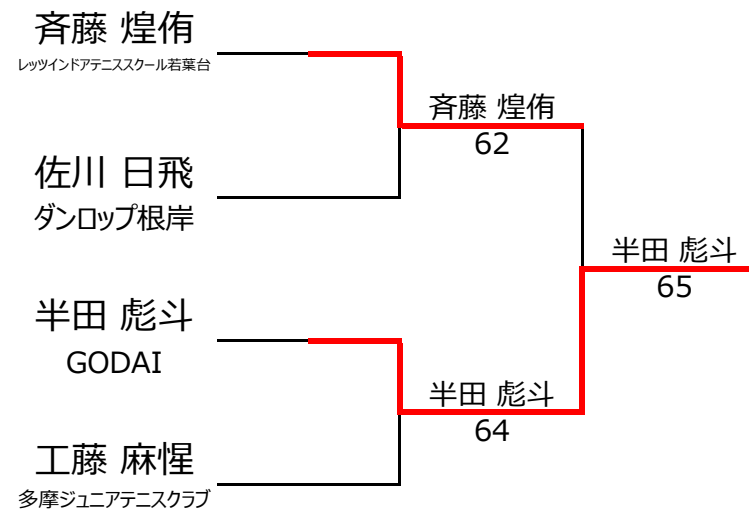 斉藤 煌侑
レッツインドアテニススクール若葉台
斉藤 煌侑
62
佐川 日飛
ダンロップ根岸
半田 彪斗
65
半田 彪斗
GODAI
半田 彪斗
64
工藤 麻惺
多摩ジュニアテニスクラブ